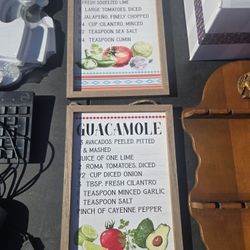 FRESH SQUEEZED LIME
LARGE TOMATOES, DICED
JALAPEÑO, FINELY CHOPPED
CUP CILANTRO, MINCED
TEASPOON SEA SALT
TEASPOON CUMIN
GUACAMOLE
3 AVOCADOS; PEELED, PITTED
& MASHED
JUICE OF ONE LIME
2 ROMA TOMATOES, DICED
CUP DICED ONION
TBSP. FRESH CILANTRO
TEASPOON MINCED GARLIC
TEASPOON SALT
PINCH OF CAYENNE PEPPER